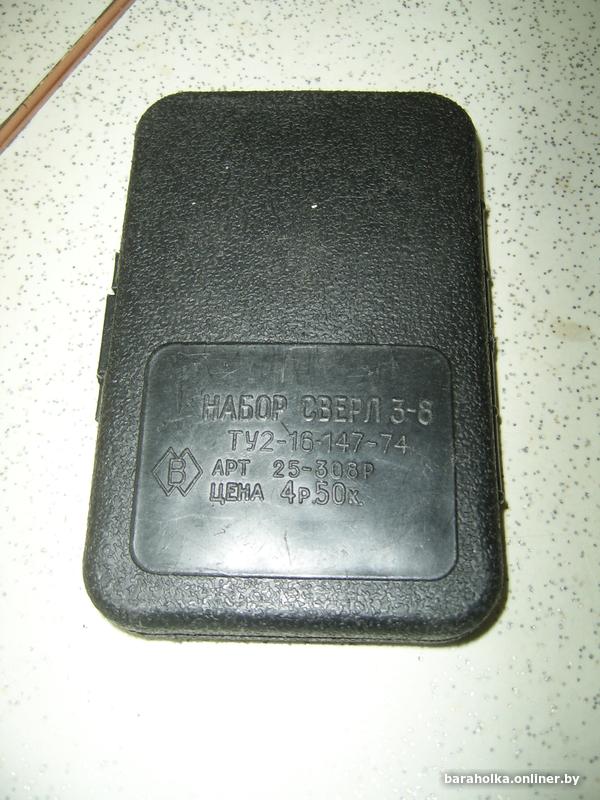 НАБОР СВЕРЛ 3-8
ТУ2-16-147-74
В АРТ 25-308Р
ЦЕНА 4р50к
baraholka.onliner.by